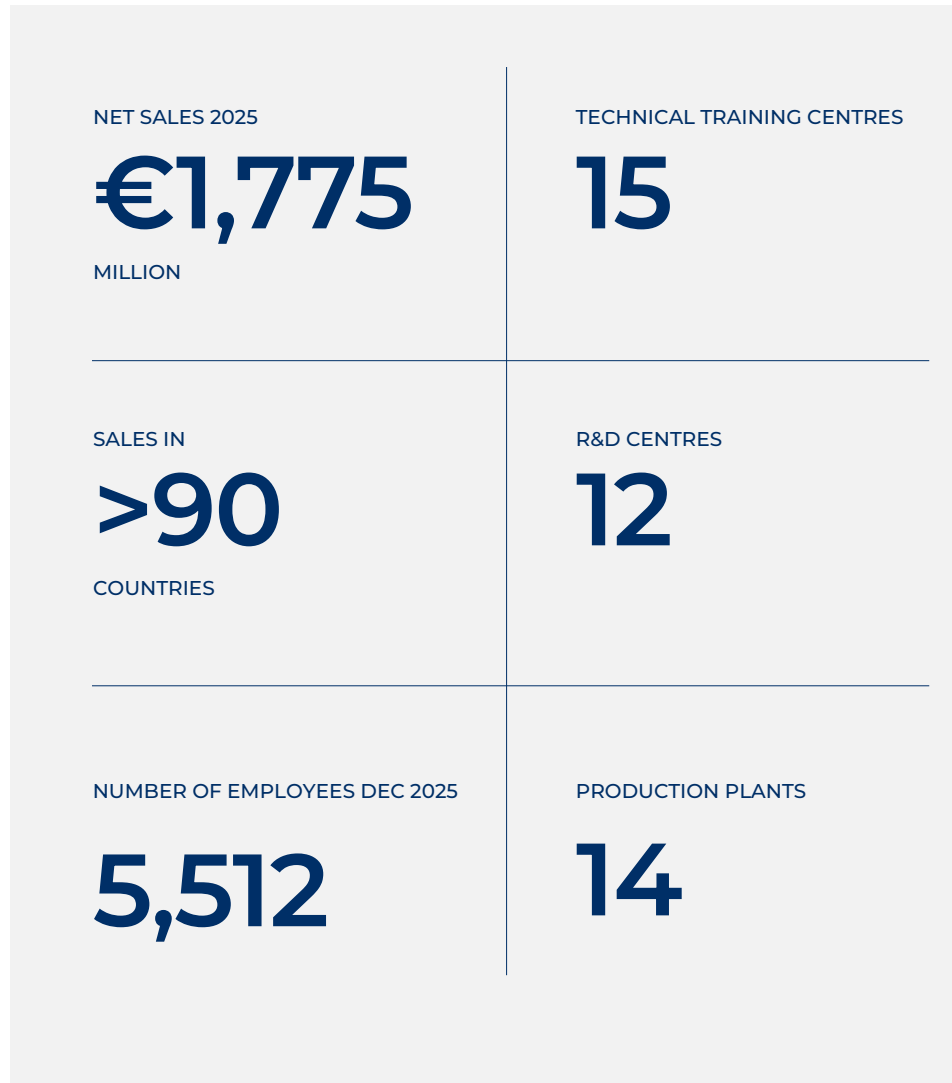 NET SALES 2025
€1,775
MILLION
TECHNICAL TRAINING CENTRES
15
SALES IN
>90
COUNTRIES
R&D CENTRES
12
NUMBER OF EMPLOYEES DEC 2025
5,512
PRODUCTION PLANTS
14